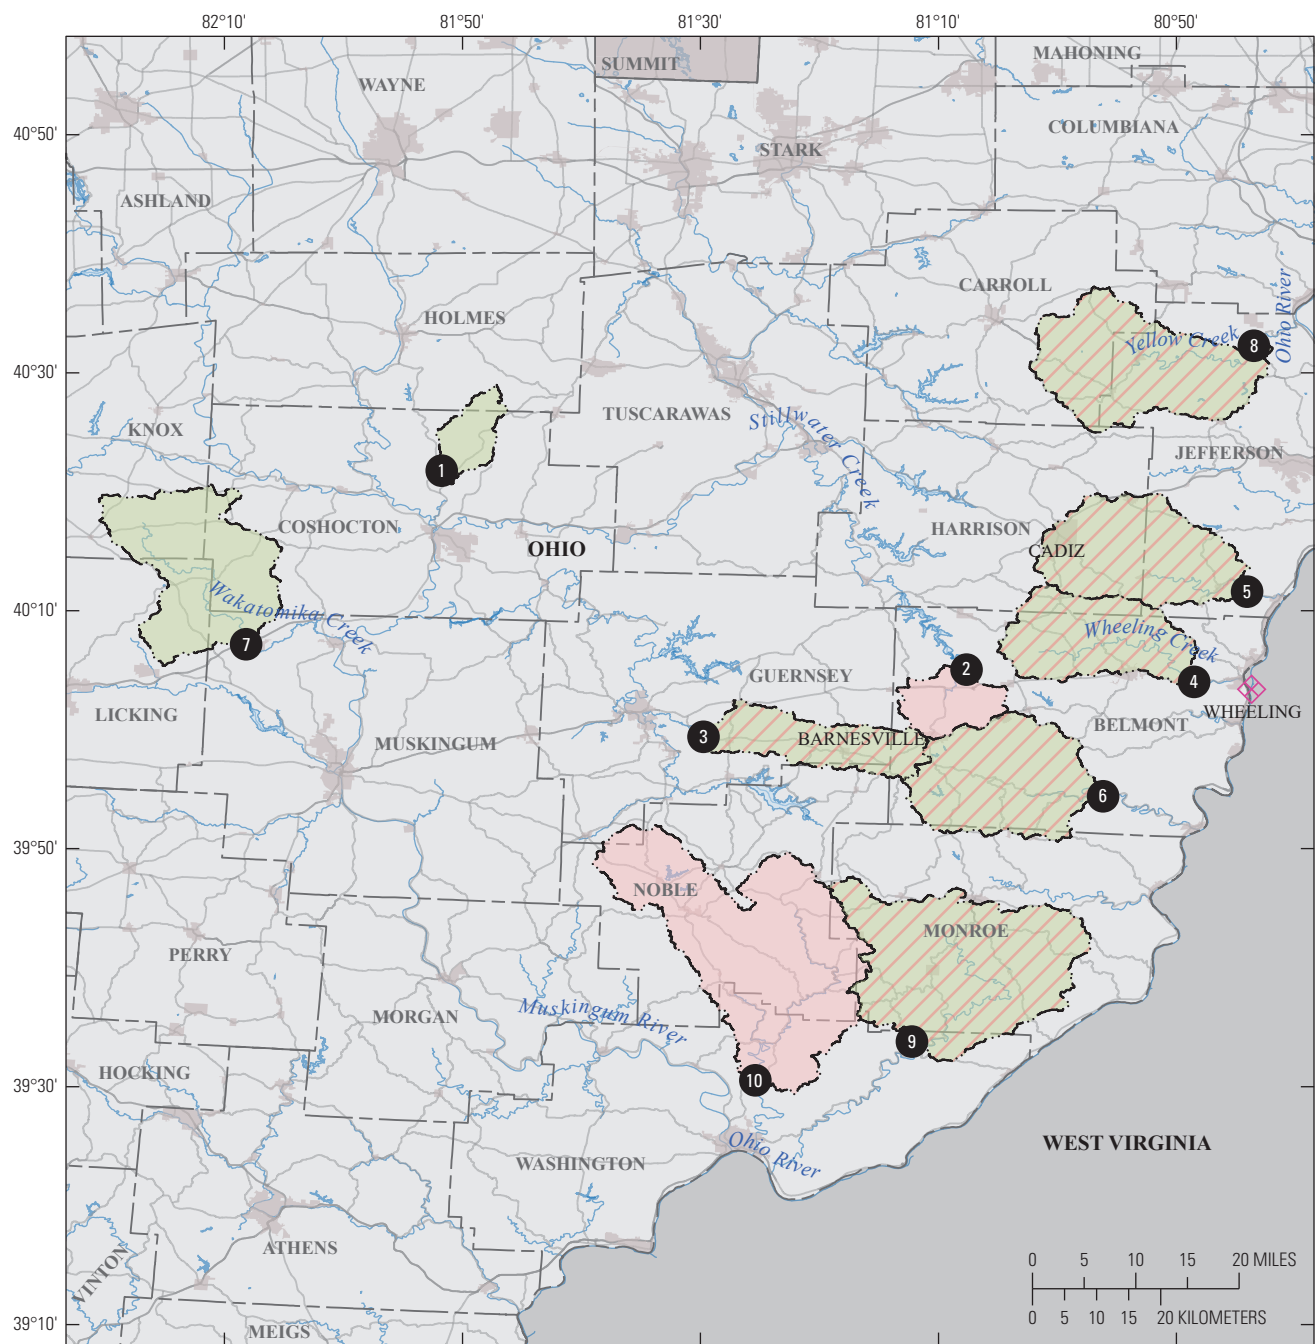 82°10'
81°50'
81°30'
81°10'
80°50'
SUMMIT
MAHONING
WAYNE
40°50'
COLUMBIANA
STARK
ASHLAND
CARROLL
Ohio River
HOLMES
Yellow Creek
8
40°30'
TUSCARAWAS
Stillwater Creek
KNOX
JEFFERSON
1
COSHOCTON
HARRISON
OHIO
CADIZ
5
40°10'
Wakatomika Creek
Wheeling Creek
7
2
GUERNSEY
4
LICKING
WHEELING
BELMONT
MUSKINGUM
3
BARNESVILLE
6
39°50'
NOBLE
MONROE
PERRY
Muskingum River
MORGAN
9
HOCKING
10
39°30'
Ohio River
WEST VIRGINIA
WASHINGTON
ATHENS
VINTON
0 5 10 15 20 MILES
0 5 10 15 20 KILOMETERS
39°10'
MEIGS